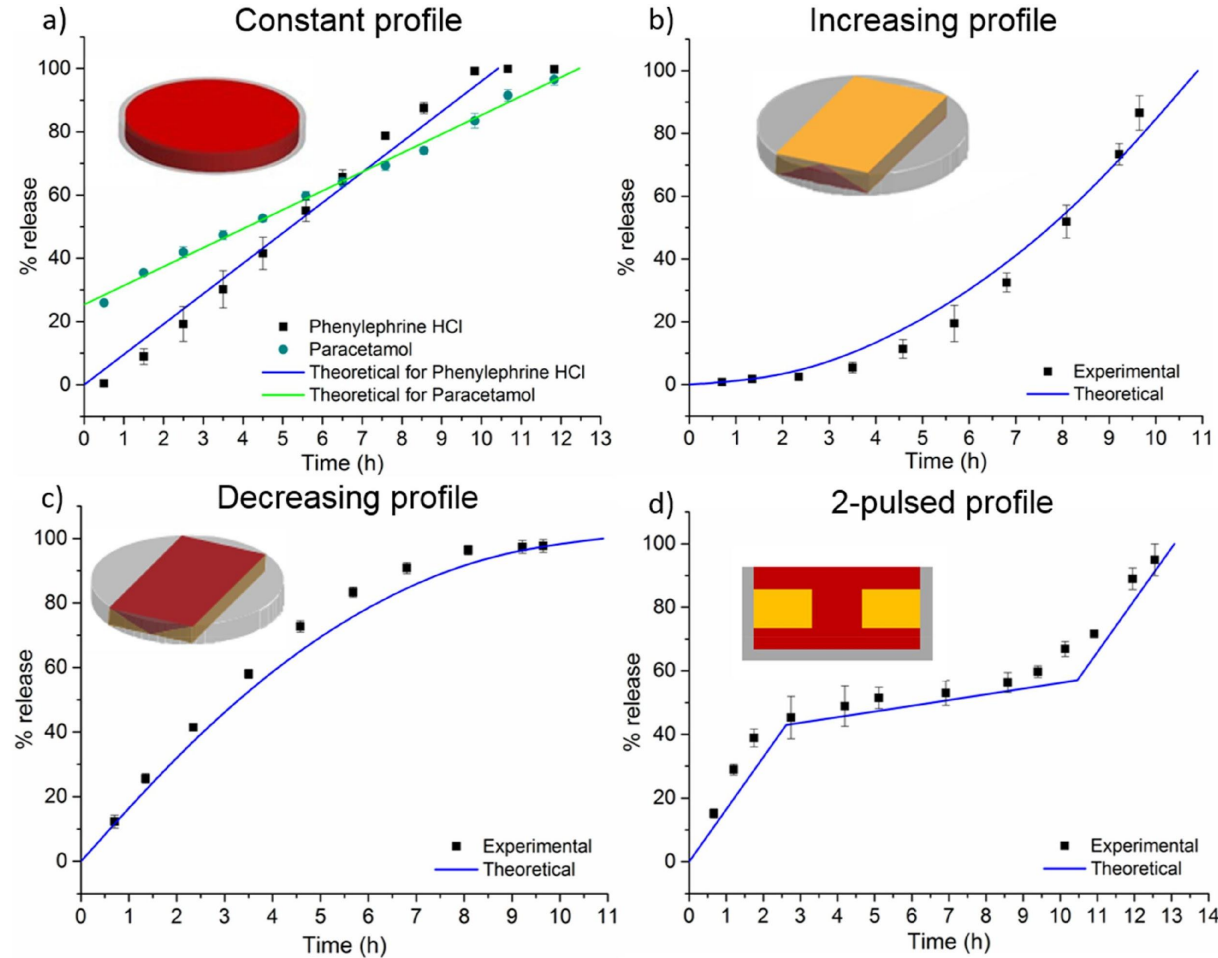 a) Constant profile
100
80
60
40
20
0
% release
Phenylephrine HCl
Paracetamol
Theoretical for Phenylephrine HCl
Theoretical for Paracetamol
0 1 2 3 4 5 6 7 8 9 10 11 12 13
Time (h)
b) Increasing profile
100
80
60
40
20
0
% release
Experimental
Theoretical
0 1 2 3 4 5 6 7 8 9 10 11
Time (h)
c) Decreasing profile
100
80
60
40
20
0
% release
Experimental
Theoretical
0 1 2 3 4 5 6 7 8 9 10 11
Time (h)
d) 2-pulsed profile
100
80
60
40
20
0
% release
Experimental
Theoretical
0 1 2 3 4 5 6 7 8 9 10 11 12 13 14
Time (h)